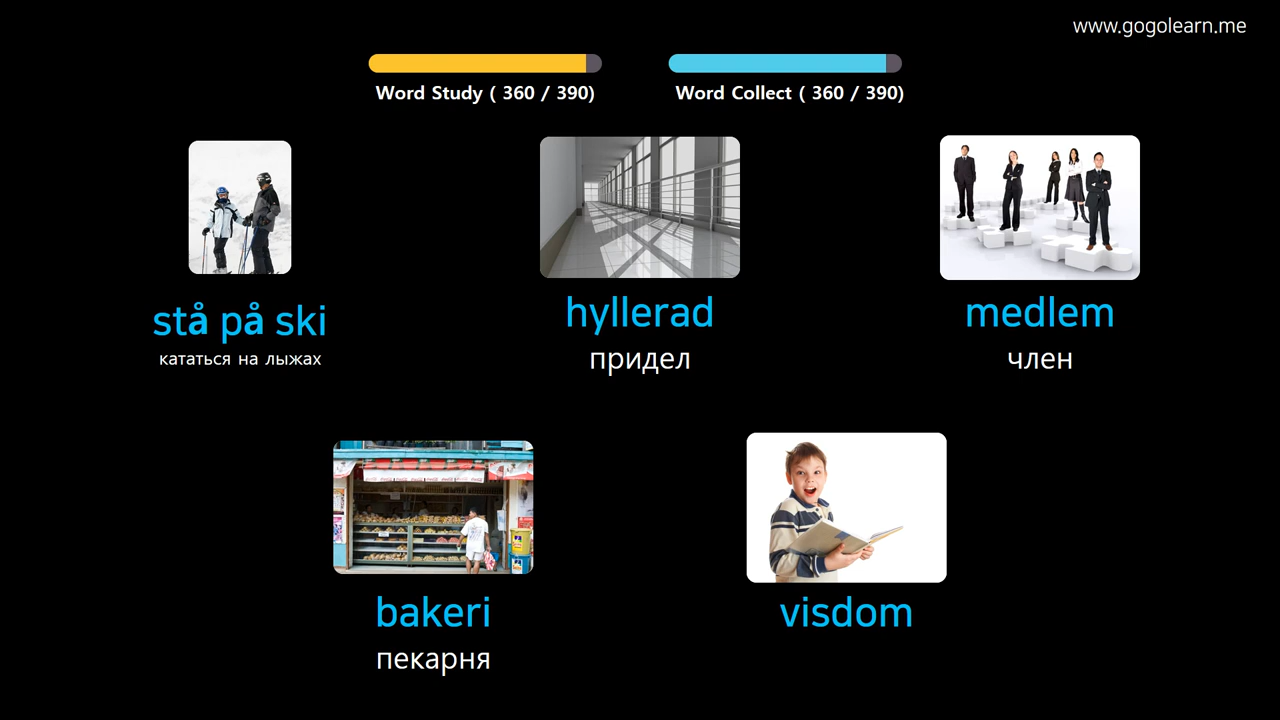 www.gogolearn.me
Word Study ( 360 / 390)
Word Collect ( 360 / 390)
stå på ski
кататься на лыжах
hyllerad
придел
medlem
член
bakeri
пекарня
visdom